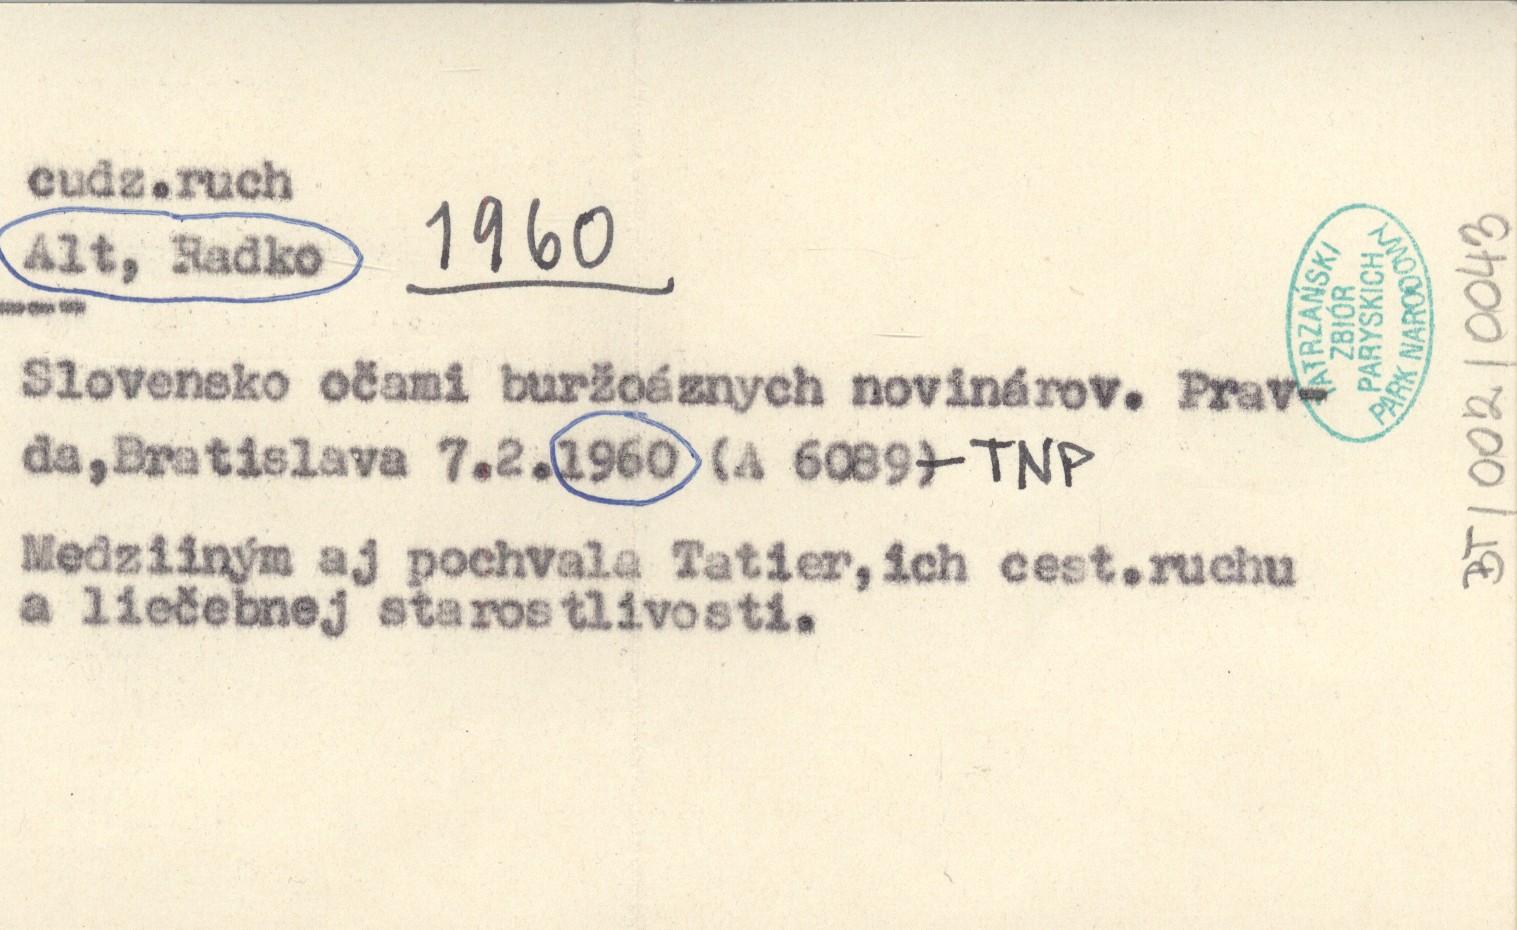 cudz.ruch
Alt, Radko
1960
Slovensko očami buržoáznych novinárov. Prav-
da,Bratislava 7.2.1960 (A 6089)-TNP
Medziiným aj pochvala Tatier,ich cest.ruchu
a liečebnej starostlivosti.
TATRZAŃSKI
ZBIÓR
PARYSKICH
PARK NARODOWY
BT/002/0043